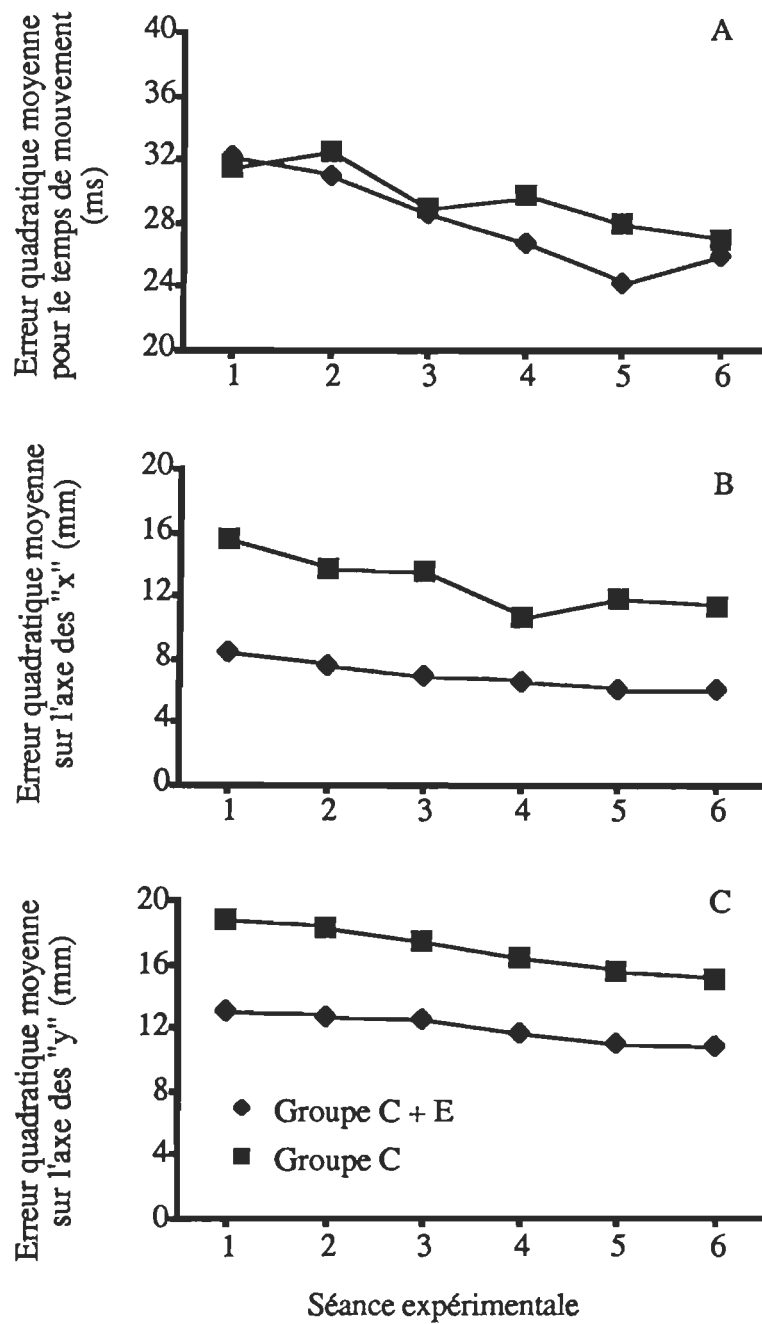 A
Erreur quadratique moyenne
pour le temps de mouvement
(ms)
40
36
32
28
24
20
1 2 3 4 5 6
B
Erreur quadratique moyenne
sur l'axe des "x" (mm)
20
16
12
8
4
0
1 2 3 4 5 6
C
Erreur quadratique moyenne
sur l'axe des "y" (mm)
20
16
12
8
4
0
Groupe C + E
Groupe C
1 2 3 4 5 6
Séance expérimentale